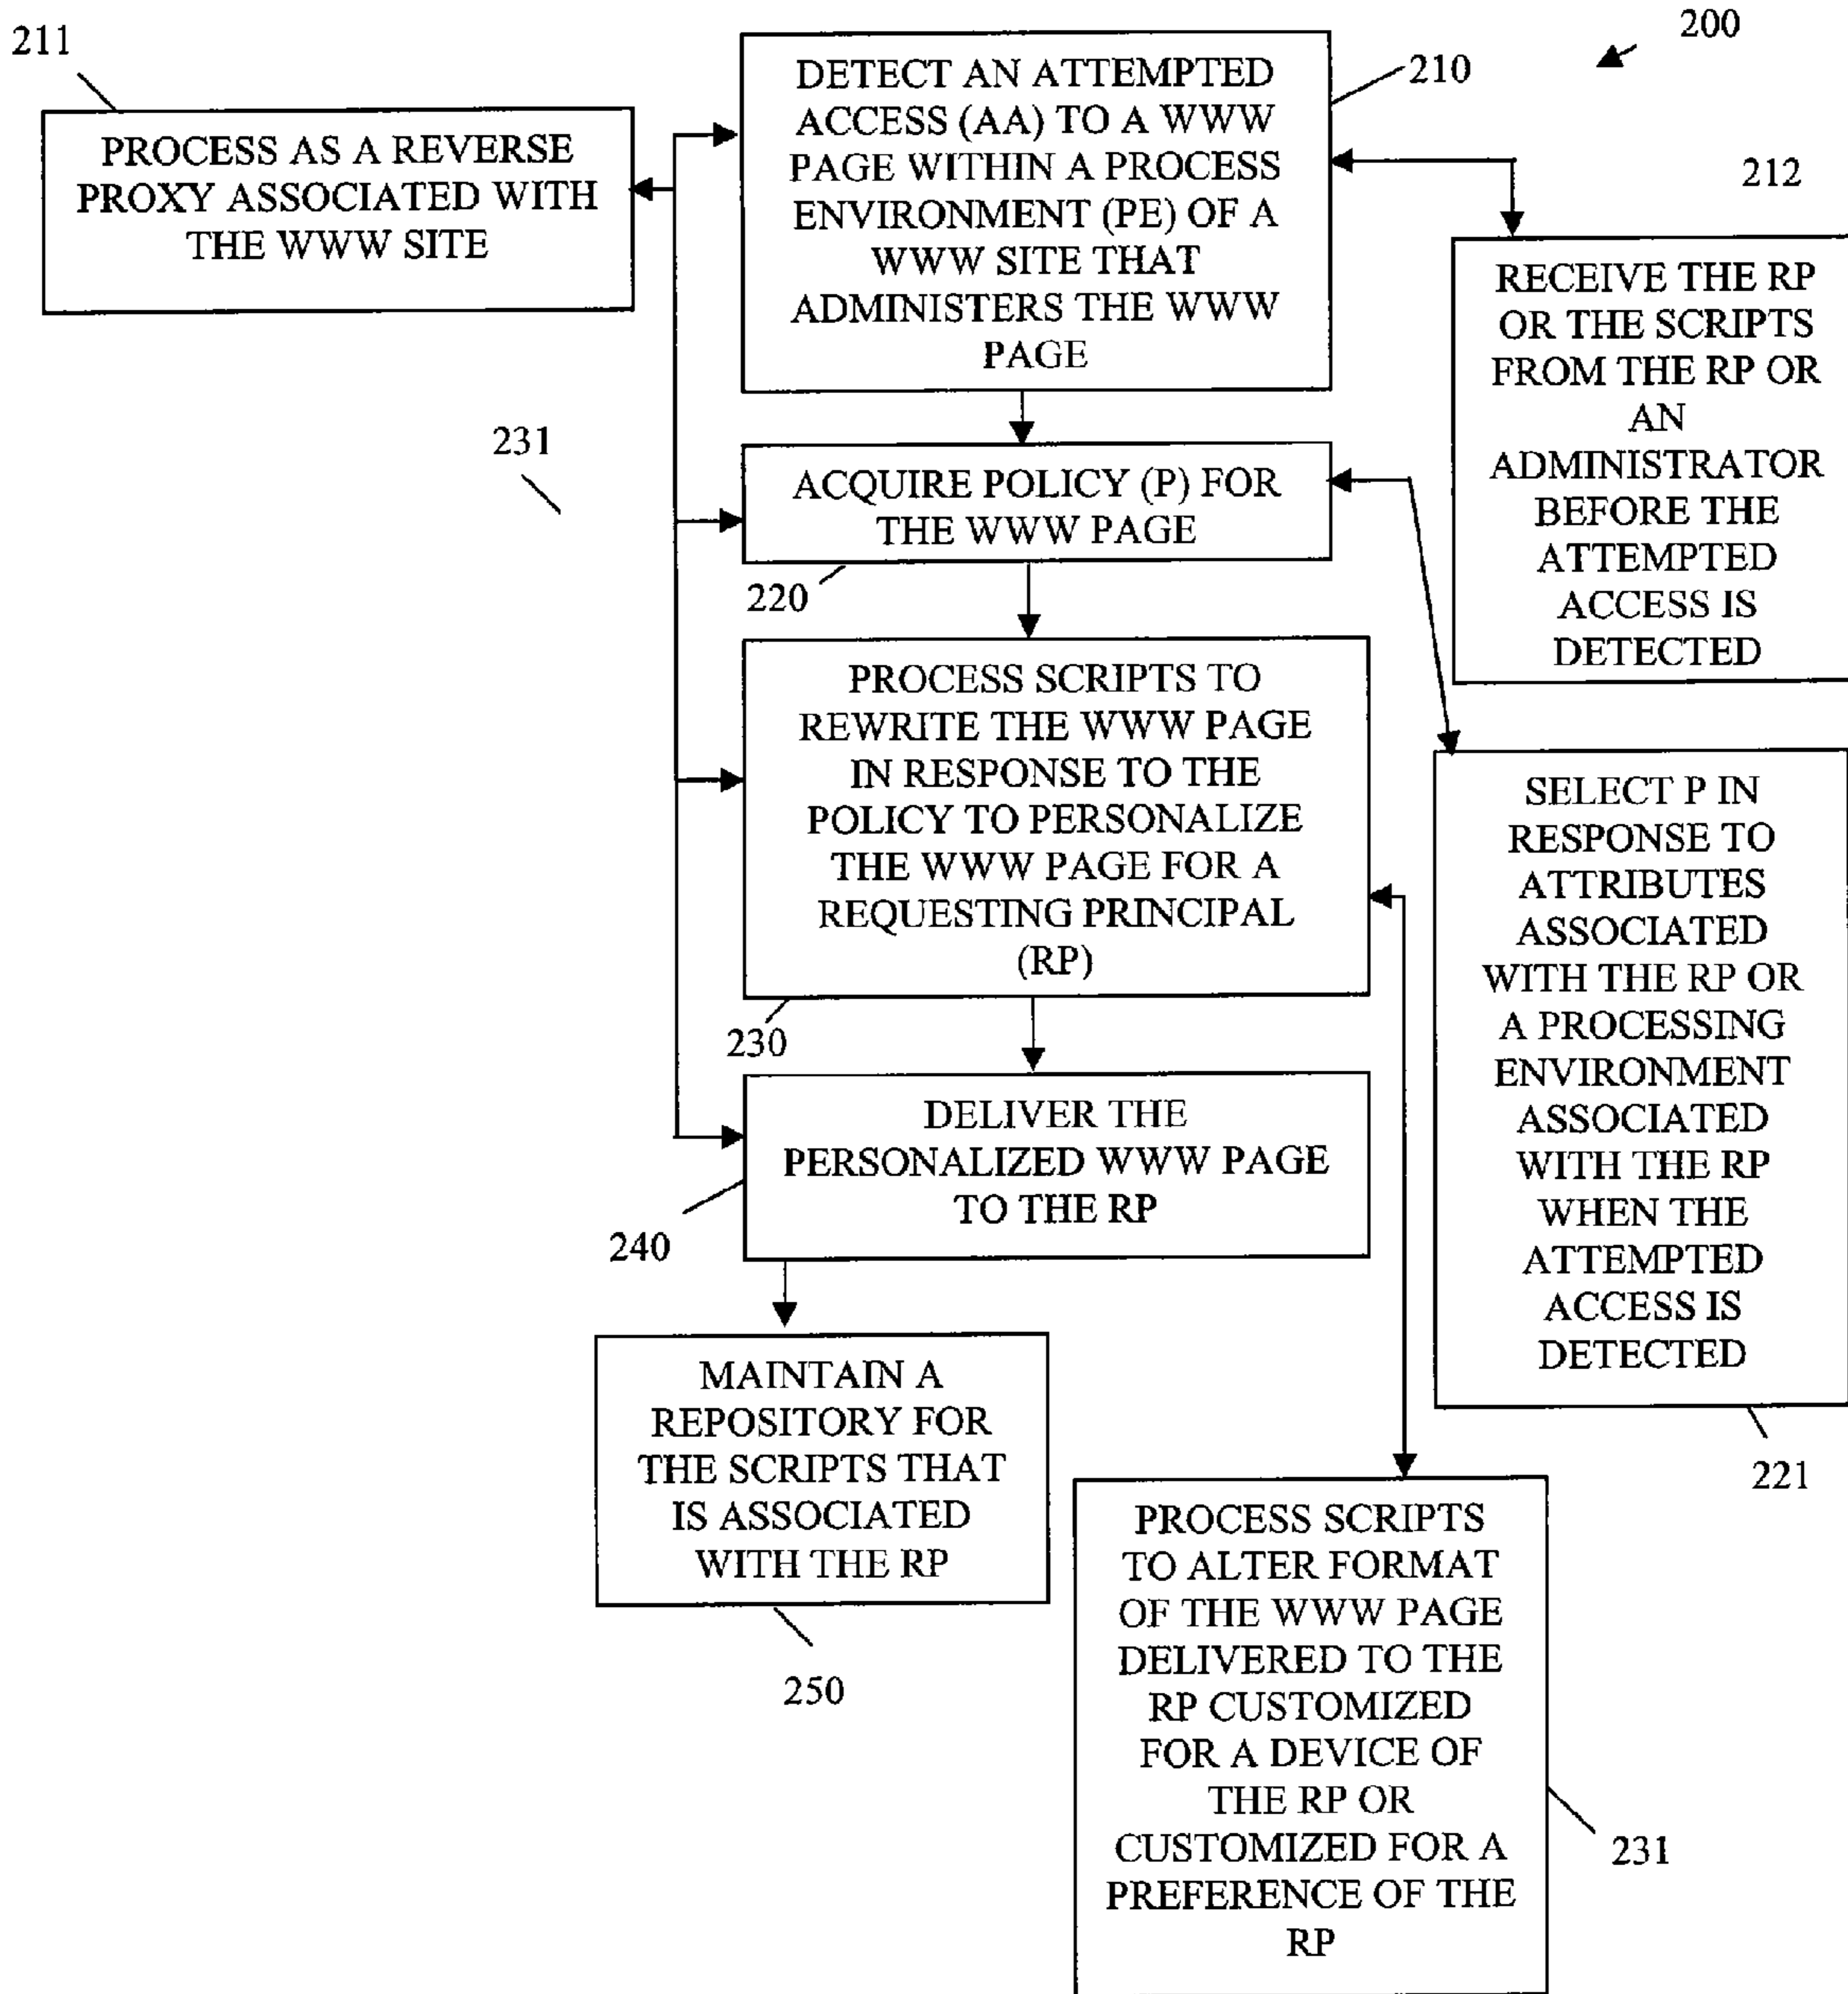 200
211
PROCESS AS A REVERSE
PROXY ASSOCIATED WITH
THE WWW SITE
DETECT AN ATTEMPTED
ACCESS (AA) TO A WWW
PAGE WITHIN A PROCESS
ENVIRONMENT (PE) OF A
WWW SITE THAT
ADMINISTERS THE WWW
PAGE
210
212
RECEIVE THE RP
OR THE SCRIPTS
FROM THE RP OR
AN
ADMINISTRATOR
BEFORE THE
ATTEMPTED
ACCESS IS
DETECTED
231
ACQUIRE POLICY (P) FOR
THE WWW PAGE
220
PROCESS SCRIPTS TO
REWRITE THE WWW PAGE
IN RESPONSE TO THE
POLICY TO PERSONALIZE
THE WWW PAGE FOR A
REQUESTING PRINCIPAL
(RP)
230
SELECT P IN
RESPONSE TO
ATTRIBUTES
ASSOCIATED
WITH THE RP OR
A PROCESSING
ENVIRONMENT
ASSOCIATED
WITH THE RP
WHEN THE
ATTEMPTED
ACCESS IS
DETECTED
221
DELIVER THE
PERSONALIZED WWW PAGE
TO THE RP
240
MAINTAIN A
REPOSITORY FOR
THE SCRIPTS THAT
IS ASSOCIATED
WITH THE RP
250
PROCESS SCRIPTS
TO ALTER FORMAT
OF THE WWW PAGE
DELIVERED TO THE
RP CUSTOMIZED
FOR A DEVICE OF
THE RP OR
CUSTOMIZED FOR A
PREFERENCE OF THE
RP
231